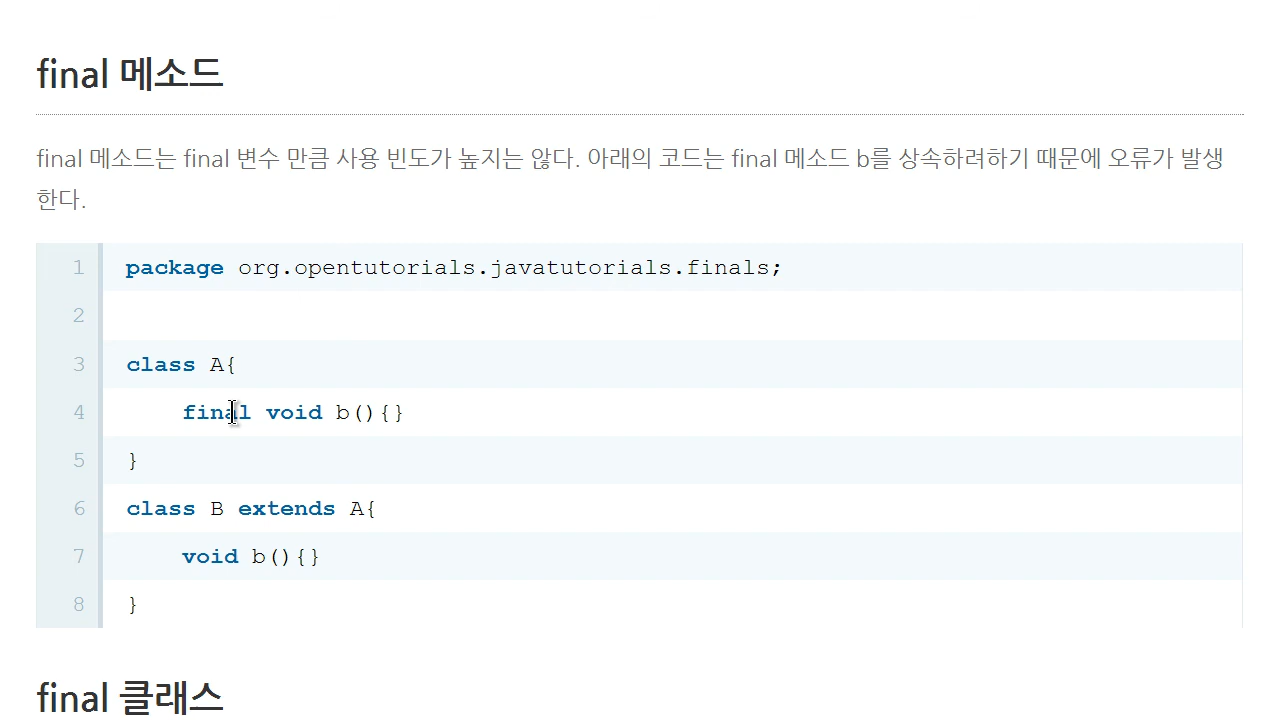 final 메소드
final 메소드는 final 변수 만큼 사용 빈도가 높지는 않다. 아래의 코드는 final 메소드 b를 상속하려하기 때문에 오류가 발생
한다.
1 package org.opentutorials.javatutorials.finals;
2
3 class A{
4     final void b(){}
5 }
6 class B extends A{
7     void b(){}
8 }
final 클래스